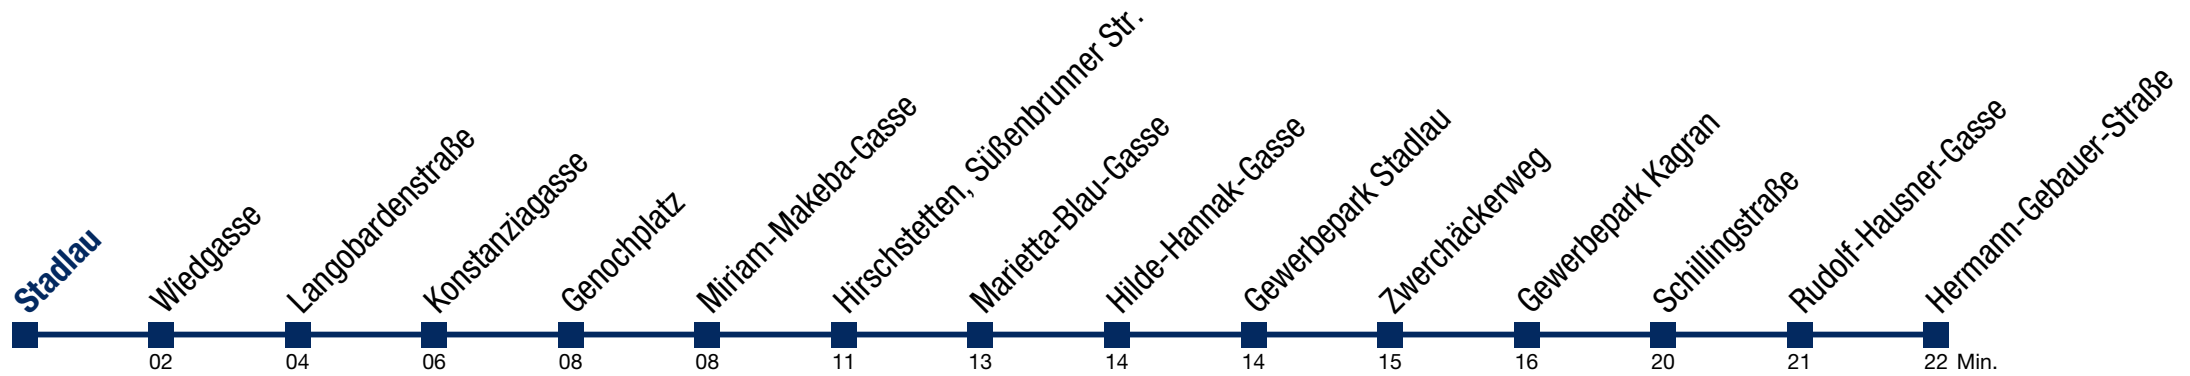 Stadlau
Wiedgasse
Langobardenstraße
Konstanziagasse
Genochplatz
Miriam-Makeba-Gasse
Hirschstetten, Süßenbrunner Str.
Marietta-Blau-Gasse
Hilde-Hannak-Gasse
Gewerbepark Stadlau
Zwerchäckerweg
Gewerbepark Kagran
Schillingstraße
Rudolf-Hausner-Gasse
Hermann-Gebauer-Straße
02 04 06 08 08 11 13 14 14 15 16 20 21 22 Min.